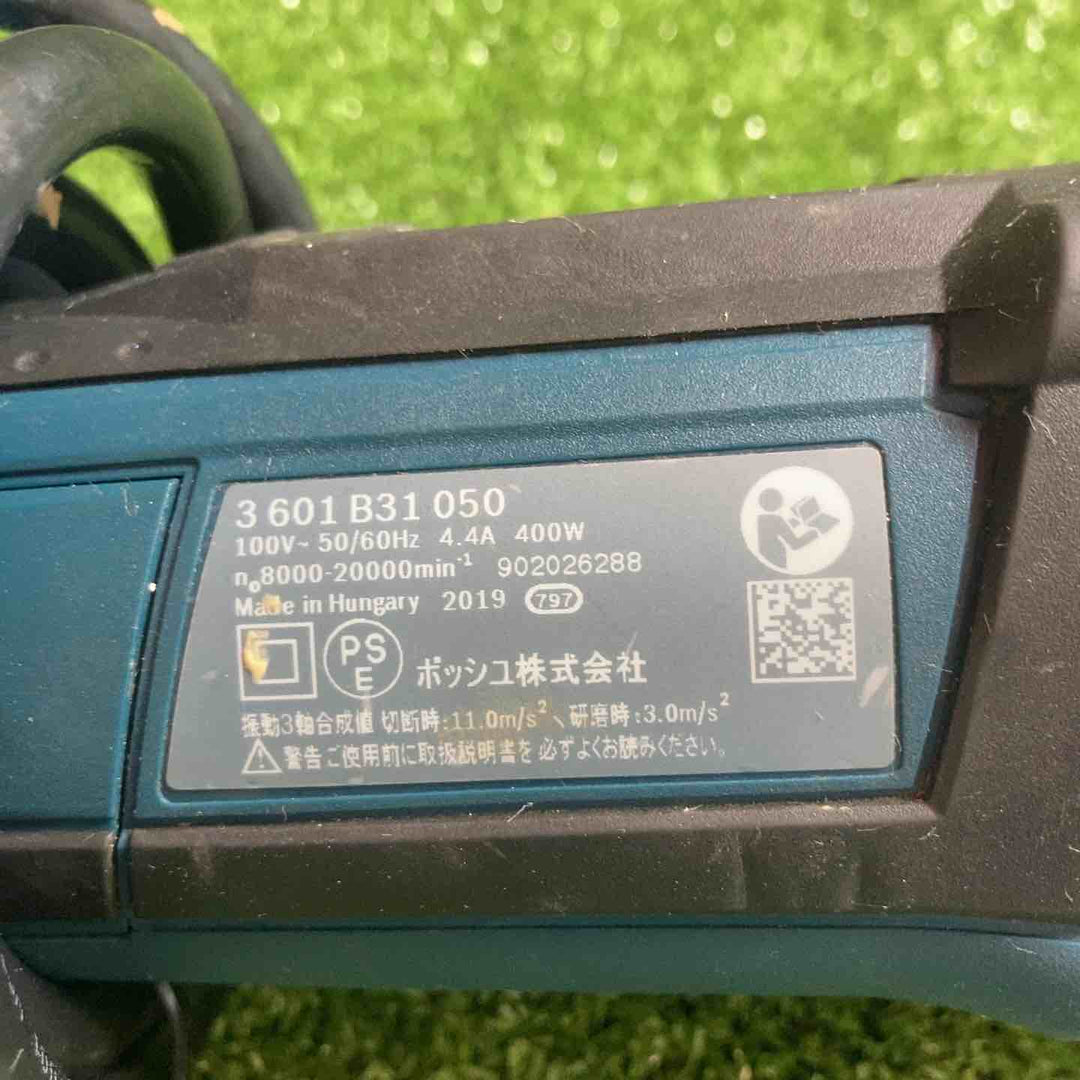 3 601 B31 050
100V~ 50/60Hz 4.4A 400W
n₀8000-20000min⁻¹ 902026288
Made in Hungary 2019 797
PSE ボッシュ株式会社
振動3軸合成値 切断時:11.0m/s²、研磨時:3.0m/s²
警告ご使用前に取扱説明書を必ずよくお読みください。